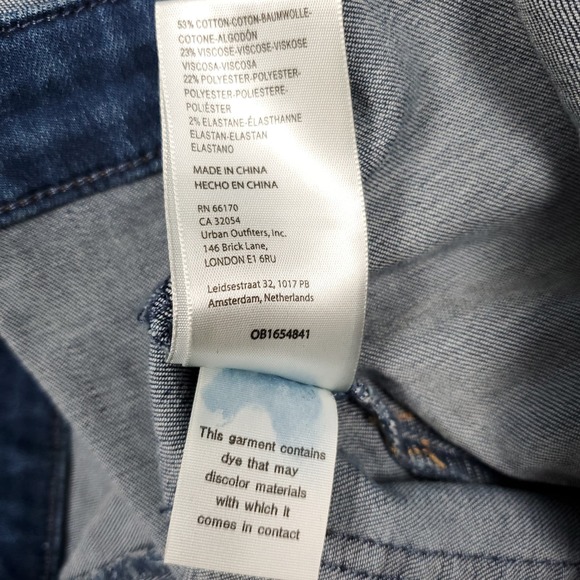 53% COTTON-COTON-BAUMWOLLE-
COTONE-ALGODÓN
23% VISCOSE-VISCOSE-VISKOSE
VISCOSA-VISCOSA
22% POLYESTER-POLYESTER-
POLYESTER-POLIESTERE-
POLIÉSTER
2% ELASTANE-ÉLASTHANNE
ELASTAN-ELASTAN
ELASTANO
MADE IN CHINA
HECHO EN CHINA
RN 66170
CA 32054
Urban Outfitters, Inc.
146 Brick Lane,
LONDON E1 6RU
Leidsestraat 32, 1017 PB
Amsterdam, Netherlands
OB1654841
This garment contains
dye that may
discolor materials
with which it
comes in contact